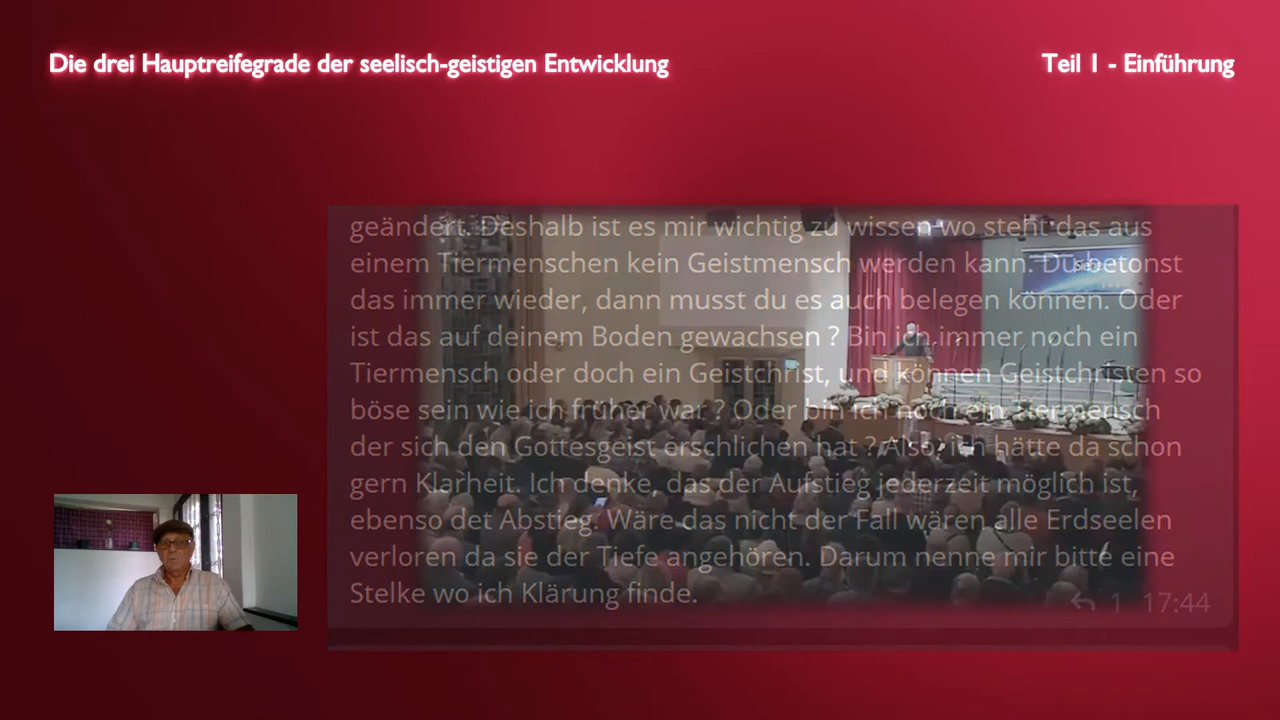 Die drei Hauptreifegrade der seelisch-geistigen Entwicklung
Teil 1 - Einführung
geändert. Deshalb ist es mir wichtig zu wissen wo steht das aus
einem Tiermenschen kein Geistmensch werden kann. Du betonst
das immer wieder, dann musst du es auch belegen können. Oder
ist das auf deinem Boden gewachsen ? Bin ich immer noch ein
Tiermensch oder doch ein Geistchrist, und können Geistchristen so
böse sein wie ich früher war ? Oder bin ich noch ein Tiermensch
der sich den Gottesgeist erschlichen hat ? Also ich hätte da schon
gern Klarheit. Ich denke, das der Aufstieg jederzeit möglich ist,
ebenso det Abstieg. Wäre das nicht der Fall wären alle Erdseelen
verloren da sie der Tiefe angehören. Darum nenne mir bitte eine
Stelke wo ich Klärung finde.
1 17:44